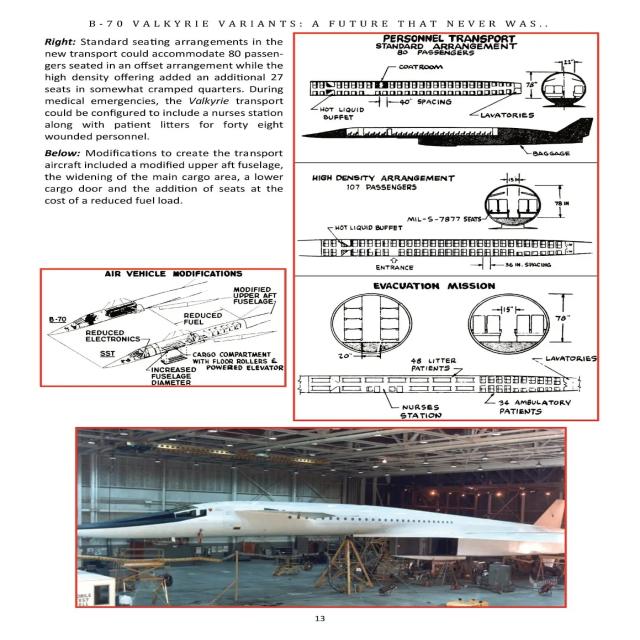 B-70 VALKYRIE VARIANTS: A FUTURE THAT NEVER WAS..
Right: Standard seating arrangements in the
new transport could accommodate 80 passen-
gers seated in an offset arrangement while the
high density offering added an additional 27
seats in somewhat cramped quarters. During
medical emergencies, the Valkyrie transport
could be configured to include a nurses station
along with patient litters for forty eight
wounded personnel.
Below: Modifications to create the transport
aircraft included a modified upper aft fuselage,
the widening of the main cargo area, a lower
cargo door and the addition of seats at the
cost of a reduced fuel load.
PERSONNEL TRANSPORT
STANDARD ARRANGEMENT
80 PASSENGERS
COATROOM
22"
78"
HOT LIQUID
BUFFET
40" SPACING
LAVATORIES
BAGGAGE
HIGH DENSITY ARRANGEMENT
107 PASSENGERS
15 IN
78 IN
MIL-S-7877 SEATS
HOT LIQUID BUFFET
ENTRANCE
36 IN. SPACING
EVACUATION MISSION
15"
78"
20"
48 LITTER
PATIENTS
LAVATORIES
NURSES
STATION
34 AMBULATORY
PATIENTS
AIR VEHICLE MODIFICATIONS
MODIFIED
UPPER AFT
FUSELAGE
B-70
REDUCED
FUEL
REDUCED
ELECTRONICS
SST
CARGO COMPARTMENT
WITH FLOOR ROLLERS &
POWERED ELEVATOR
INCREASED
FUSELAGE
DIAMETER
13